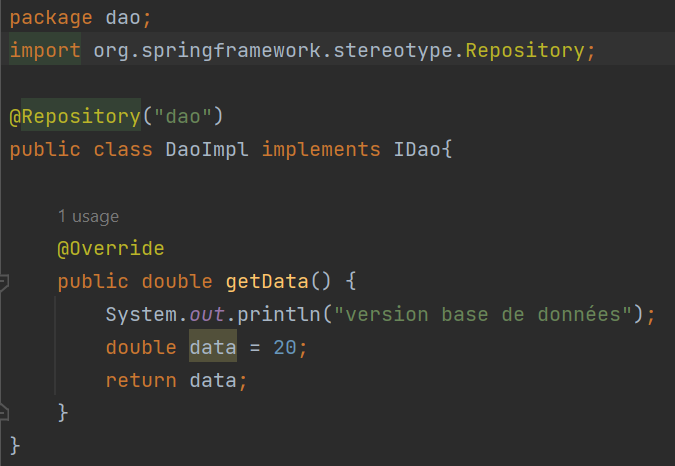 package dao;
import org.springframework.stereotype.Repository;
@Repository("dao")
public class DaoImpl implements IDao{
1 usage
@Override
public double getData() {
System.out.println("version base de données");
double data = 20;
return data;
}
}